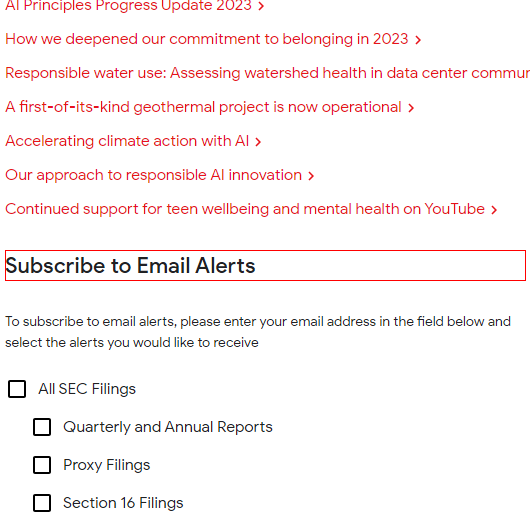 AI Principles Progress Update 2023
How we deepened our commitment to belonging in 2023
Responsible water use: Assessing watershed health in data center
A first-of-its-kind geothermal project is now operational
Accelerating climate action with AI
Our approach to responsible AI innovation
Continued support for teen wellbeing and mental health on YouTube
Subscribe to Email Alerts
To subscribe to email alerts, please enter your email address in the field below and
select the alerts you would like to receive
All SEC Filings
Quarterly and Annual Reports
Proxy Filings
Section 16 Filings